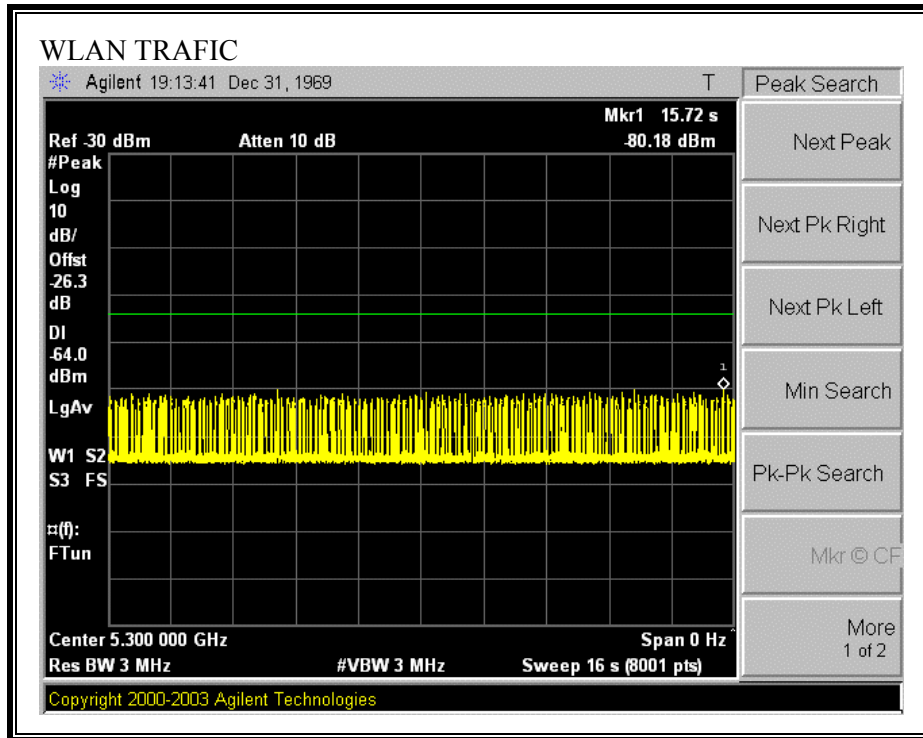 WLAN TRAFIC
Agilent 19:13:41 Dec 31, 1969 T
Peak Search
Mkr1 15.72 s
Ref -30 dBm Atten 10 dB -80.18 dBm
#Peak
Log
10
dB/
Offst
-26.3
dB
DI
-64.0
dBm
LgAv
W1 S2
S3 FS
¤(f):
FTun
1
Center 5.300 000 GHz Span 0 Hz^
Res BW 3 MHz #VBW 3 MHz Sweep 16 s (8001 pts)
Copyright 2000-2003 Agilent Technologies
Next Peak
Next Pk Right
Next Pk Left
Min Search
Pk-Pk Search
Mkr © CF
More
1 of 2